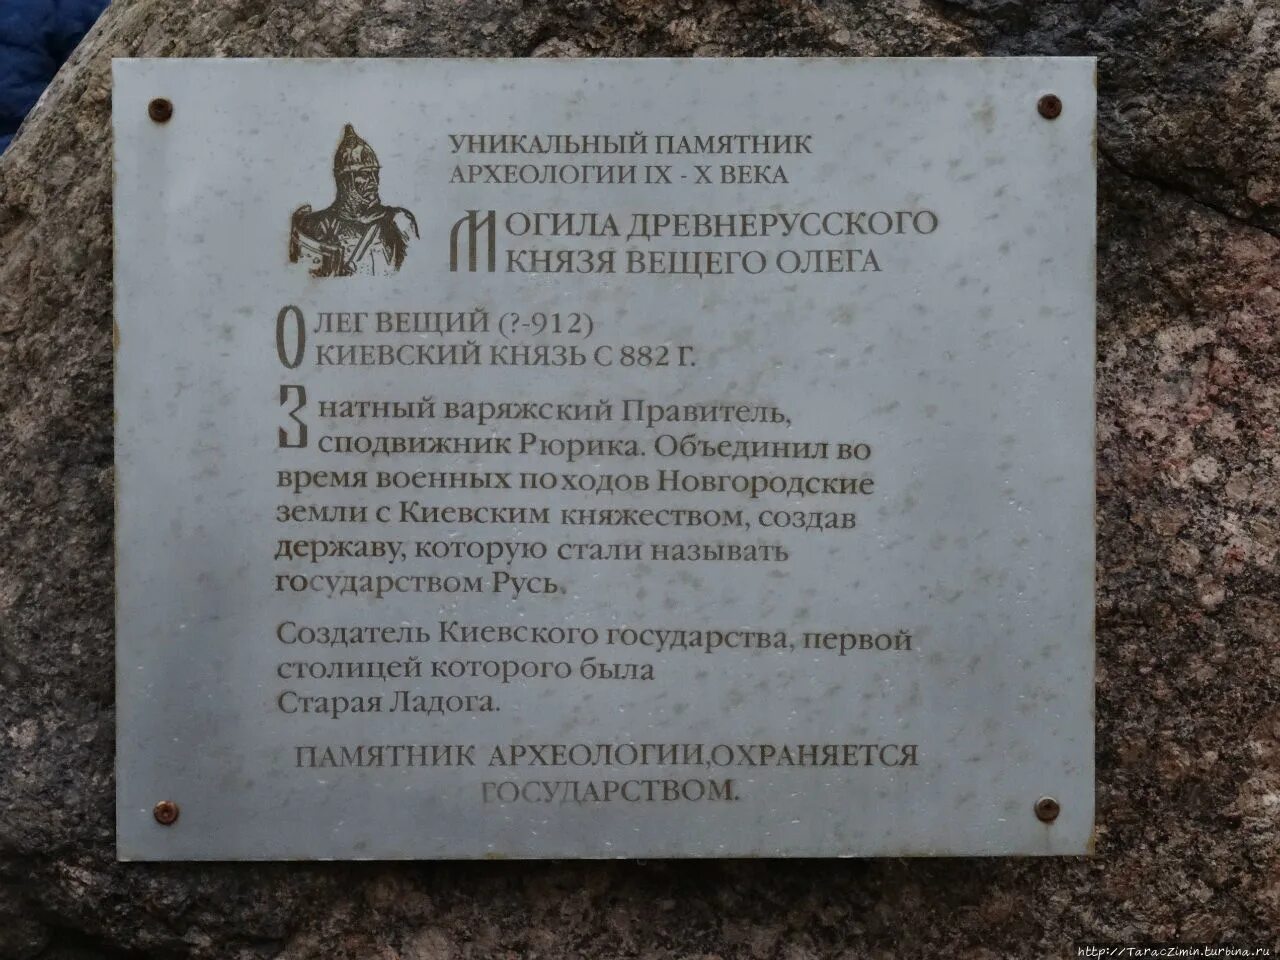 УНИКАЛЬНЫЙ ПАМЯТНИК
АРХЕОЛОГИИ IX - X ВЕКА
МОГИЛА ДРЕВНЕРУССКОГО
КНЯЗЯ ВЕЩЕГО ОЛЕГА
ОЛЕГ ВЕЩИЙ (?-912)
КИЕВСКИЙ КНЯЗЬ С 882 Г.
Знатный варяжский Правитель,
сподвижник Рюрика. Объединил во
время военных походов Новгородские
земли с Киевским княжеством, создав
державу, которую стали называть
государством Русь.
Создатель Киевского государства, первой
столицей которого была
Старая Ладога.
ПАМЯТНИК АРХЕОЛОГИИ,ОХРАНЯЕТСЯ
ГОСУДАРСТВОМ.
http://Taraczimin.turbina.ru